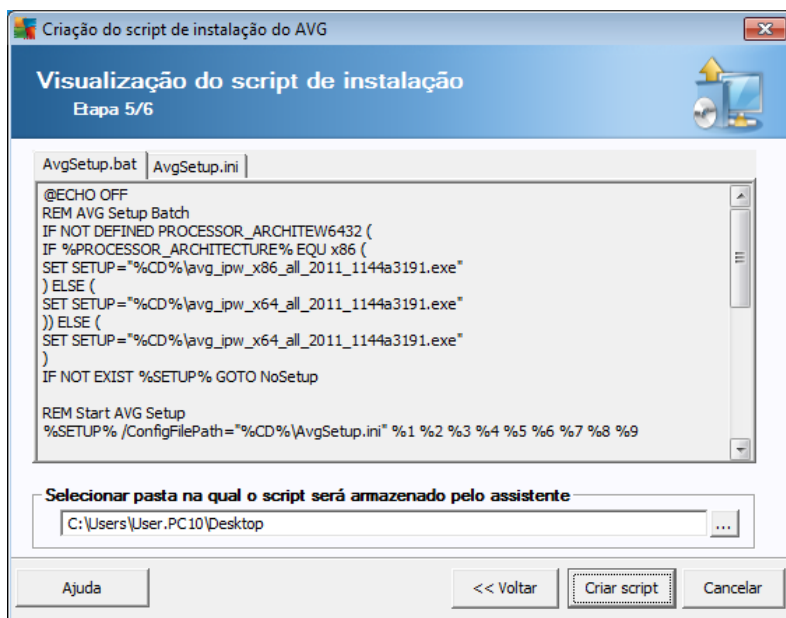 Criação do script de instalação do AVG
Visualização do script de instalação
Etapa 5/6
AvgSetup.bat
AvgSetup.ini
@ECHO OFF
REM AVG Setup Batch
IF NOT DEFINED PROCESSOR_ARCHITEW6432 (
IF %PROCESSOR_ARCHITECTURE% EQU x86 (
SET SETUP="%CD%\avg_ipw_x86_all_2011_1144a3191.exe"
) ELSE (
SET SETUP="%CD%\avg_ipw_x64_all_2011_1144a3191.exe"
)) ELSE (
SET SETUP="%CD%\avg_ipw_x64_all_2011_1144a3191.exe"
)
IF NOT EXIST %SETUP% GOTO NoSetup
REM Start AVG Setup
%SETUP% /ConfigFilePath="%CD%\AvgSetup.ini" %1 %2 %3 %4 %5 %6 %7 %8 %9
Selecionar pasta na qual o script será armazenado pelo assistente
C:\Users\User.PC10\Desktop
...
Ajuda
<< Voltar
Criar script
Cancelar